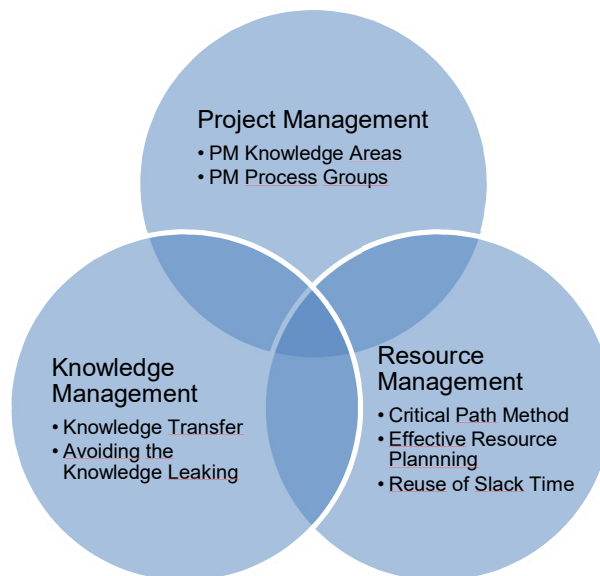 Project Management
• PM Knowledge Areas
• PM Process Groups
Knowledge
Management
• Knowledge Transfer
• Avoiding the
Knowledge Leaking
Resource
Management
• Critical Path Method
• Effective Resource
Plannning
• Reuse of Slack Time